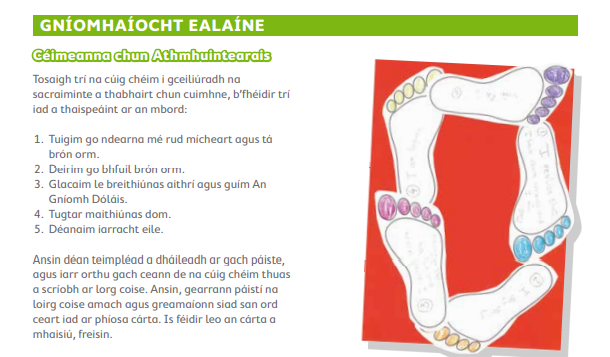 GNÍOMHAÍOCHT EALAÍNE
Céimeanna chun Athmhuintearais
Tosaigh trí na cúig chéim i gceiliúradh na
sacraiminte a thabhairt chun cuimhne, b'fhéidir trí
iad a thaispeáint ar an mbord:
1. Tuigim go ndearna mé rud mícheart agus tá
brón orm.
2. Deirim go bhfuil brón orm.
3. Glacaim le breithiúnas aithrí agus guím An
Gníomh Dóláis.
4. Tugtar maithiúnas dom.
5. Déanaim iarracht eile.
Ansin déan teimpléad a dháileadh ar gach páiste,
agus iarr orthu gach ceann de na cúig chéim thuas
a scríobh ar lorg coise. Ansin, gearrann páistí na
loirg coise amach agus greamaíonn siad san ord
ceart iad ar phíosa cárta. Is féidir leo an cárta a
mhaisiú, freisin.